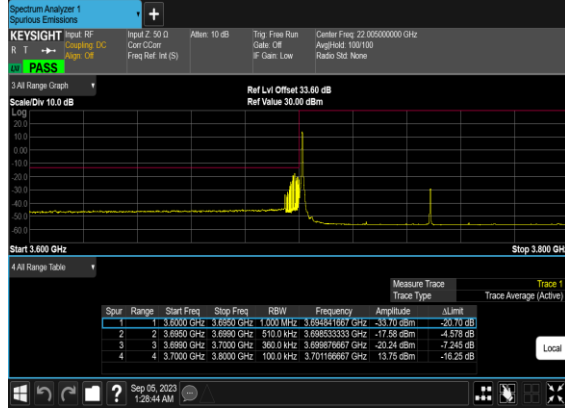 Spectrum Analyzer 1
Spurious Emissions
KEYSIGHT Input: RF Input Z: 50 Ω Atten: 10 dB Trig: Free Run Center Freq: 22.005000000 GHz
R T Coupling: DC Corr CCorr Gate: Off Avg|Hold: 100/100
Align: Off Freq Ref: Int (S) IF Gain: Low Radio Std: None
PASS
3 All Range Graph
Ref Lvl Offset 33.60 dB
Scale/Div 10.0 dB Ref Value 30.00 dBm
Log
20.0
10.0
0.00
-10.0
-20.0
-30.0
-40.0
-50.0
-60.0
Start 3.600 GHz Stop 3.800 GH
4 All Range Table
Measure Trace Trace 1
Trace Type Trace Average (Active)
Spur Range Start Freq Stop Freq RBW Frequency Amplitude ΔLimit
1 1 3.6000 GHz 3.6950 GHz 1.000 MHz 3.694841667 GHz -33.70 dBm -20.70 dB
2 2 3.6950 GHz 3.6990 GHz 510.0 kHz 3.698533333 GHz -17.58 dBm -4.578 dB
3 3 3.6990 GHz 3.7000 GHz 360.0 kHz 3.699876667 GHz -20.24 dBm -7.245 dB
4 4 3.7000 GHz 3.8000 GHz 100.0 kHz 3.701166667 GHz 13.75 dBm -16.25 dB
Local
? Sep 05, 2023
1:28:44 AM